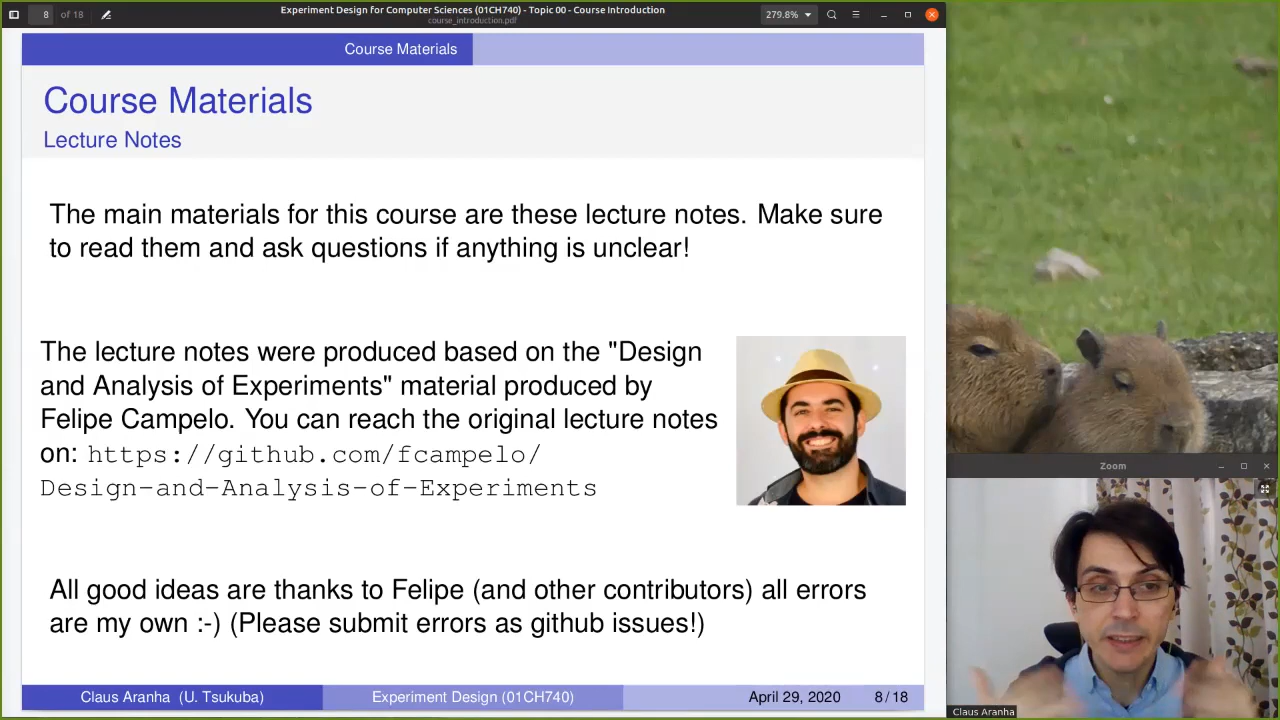 8 of 18
Experiment Design for Computer Sciences (01CH740) - Topic 00 - Course Introduction
course_introduction.pdf
279.8%
Course Materials
Course Materials
Lecture Notes
The main materials for this course are these lecture notes. Make sure
to read them and ask questions if anything is unclear!
The lecture notes were produced based on the "Design
and Analysis of Experiments" material produced by
Felipe Campelo. You can reach the original lecture notes
on: https://github.com/fcampelo/
Design-and-Analysis-of-Experiments
All good ideas are thanks to Felipe (and other contributors) all errors
are my own :-) (Please submit errors as github issues!)
Claus Aranha (U. Tsukuba)
Experiment Design (01CH740)
April 29, 2020
8 / 18
Zoom
Claus Aranha